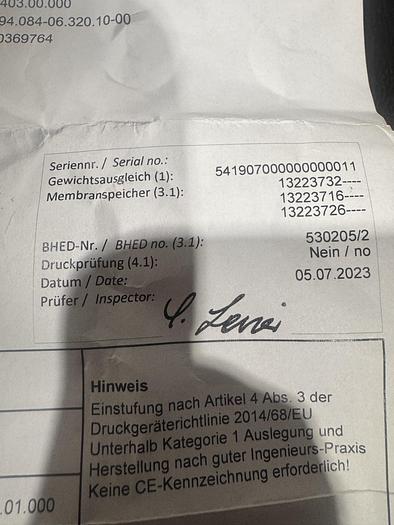 403.00.000
94.084-06.320.10-00
0369764
Seriennr. / Serial no.: 541907000000000011
Gewichtsausgleich (1): 13223732----
Membranspeicher (3.1): 13223716----
13223726----
BHED-Nr. / BHED no. (3.1): 530205/2
Druckprüfung (4.1): Nein / no
Datum / Date: 05.07.2023
Prüfer / Inspector:
Hinweis
Einstufung nach Artikel 4 Abs. 3 der
Druckgeräterichtlinie 2014/68/EU
Unterhalb Kategorie 1 Auslegung und
Herstellung nach guter Ingenieurs-Praxis
Keine CE-Kennzeichnung erforderlich!
.01.000